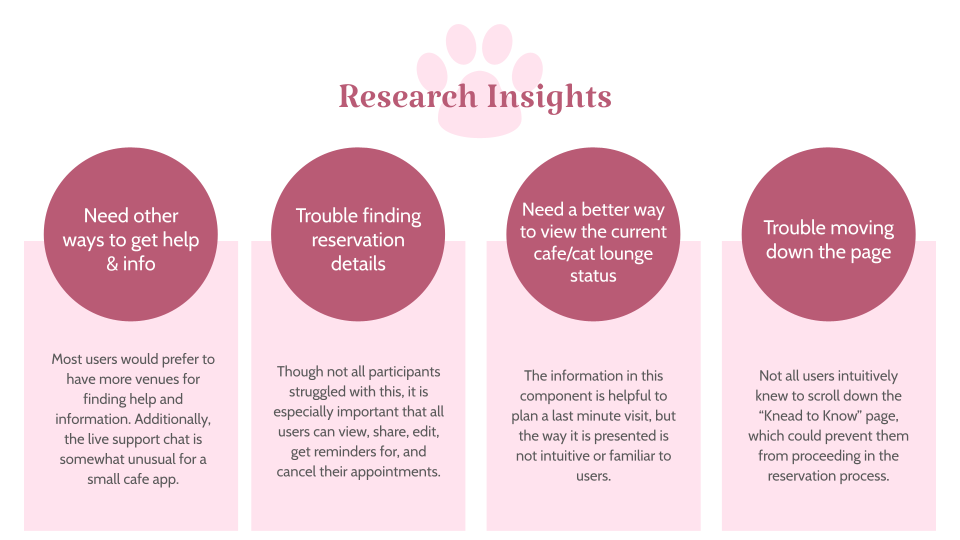 Research Insights
Need other
ways to get help
& info
Most users would prefer to
have more venues for
finding help and
information. Additionally,
the live support chat is
somewhat unusual for a
small cafe app.
Trouble finding
reservation
details
Though not all participants
struggled with this, it is
especially important that all
users can view, share, edit,
get reminders for, and
cancel their appointments.
Need a better way
to view the current
cafe/cat lounge
status
The information in this
component is helpful to
plan a last minute visit, but
the way it is presented is
not intuitive or familiar to
users.
Trouble moving
down the page
Not all users intuitively
knew to scroll down the
“Knead to Know” page,
which could prevent them
from proceeding in the
reservation process.